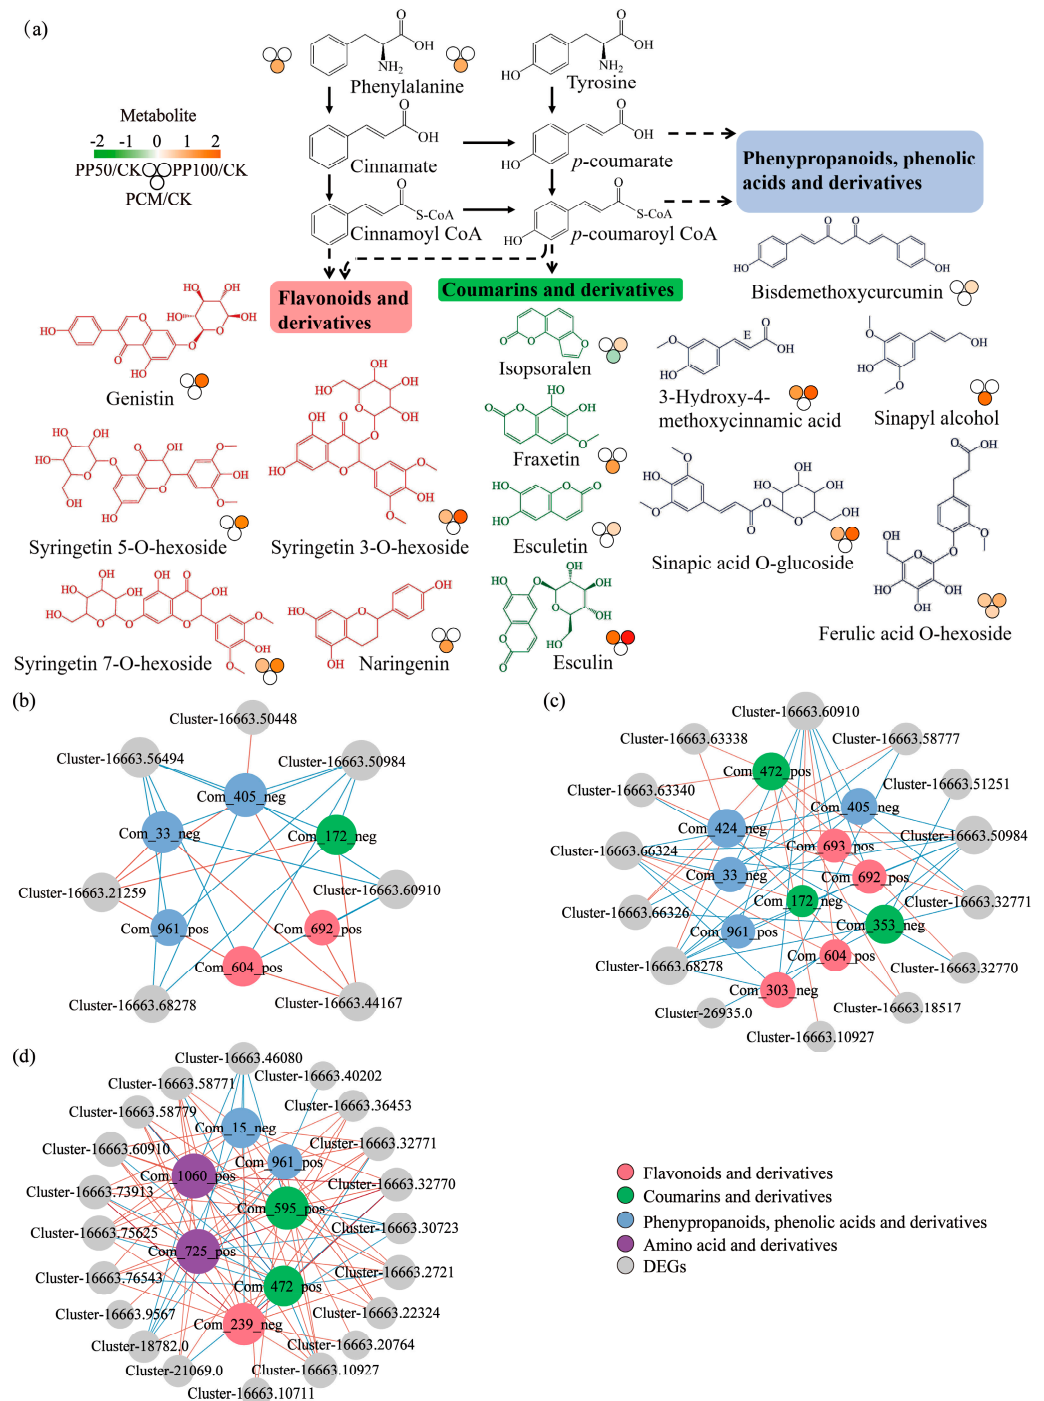 (a)
Phenylalanine
Tyrosine
Metabolite
-2 -1 0 1 2
PP50/CK PP100/CK
PCM/CK
Cinnamate
p-coumarate
Phenypropanoids, phenolic
acids and derivatives
Cinnamoyl CoA
p-coumaroyl CoA
Flavonoids and
derivatives
Coumarins and derivatives
Bisdemethoxycurcumin
Genistin
Isopsoralen
3-Hydroxy-4-
methoxycinnamic acid
Sinapyl alcohol
Fraxetin
Syringetin 5-O-hexoside
Syringetin 3-O-hexoside
Esculetin
Sinapic acid O-glucoside
Ferulic acid O-hexoside
Syringetin 7-O-hexoside
Naringenin
Esculin
(b)
Cluster-16663.50448
Cluster-16663.56494
Cluster-16663.50984
Com_405_neg
Com_33_neg
Com_172_neg
Cluster-16663.21259
Cluster-16663.60910
Com_961_pos
Com_692_pos
Com_604_pos
Cluster-16663.68278
Cluster-16663.44167
(c)
Cluster-16663.60910
Cluster-16663.63338
Cluster-16663.58777
Com_472_pos
Cluster-16663.51251
Cluster-16663.63340
Com_405_neg
Com_424_neg
Cluster-16663.50984
Com_693_pos
Cluster-16663.66324
Com_33_neg
Com_692_pos
Com_172_neg
Cluster-16663.32771
Cluster-16663.66326
Com_961_pos
Com_353_neg
Com_604_pos
Cluster-16663.68278
Cluster-16663.32770
Com_303_neg
Cluster-16663.18517
Cluster-26935.0
Cluster-16663.10927
(d)
Cluster-16663.46080
Cluster-16663.58771
Cluster-16663.40202
Cluster-16663.58779
Cluster-16663.36453
Com_15_neg
Cluster-16663.32771
Cluster-16663.60910
Com_961_pos
Com_1060_pos
Cluster-16663.32770
Cluster-16663.73913
Com_595_pos
Cluster-16663.30723
Cluster-16663.75625
Com_725_pos
Cluster-16663.2721
Cluster-16663.76543
Com_472_pos
Cluster-16663.22324
Cluster-16663.9567
Com_239_neg
Cluster-18782.0
Cluster-16663.20764
Cluster-21069.0
Cluster-16663.10927
Cluster-16663.10711
Flavonoids and derivatives
Coumarins and derivatives
Phenypropanoids, phenolic acids and derivatives
Amino acid and derivatives
DEGs